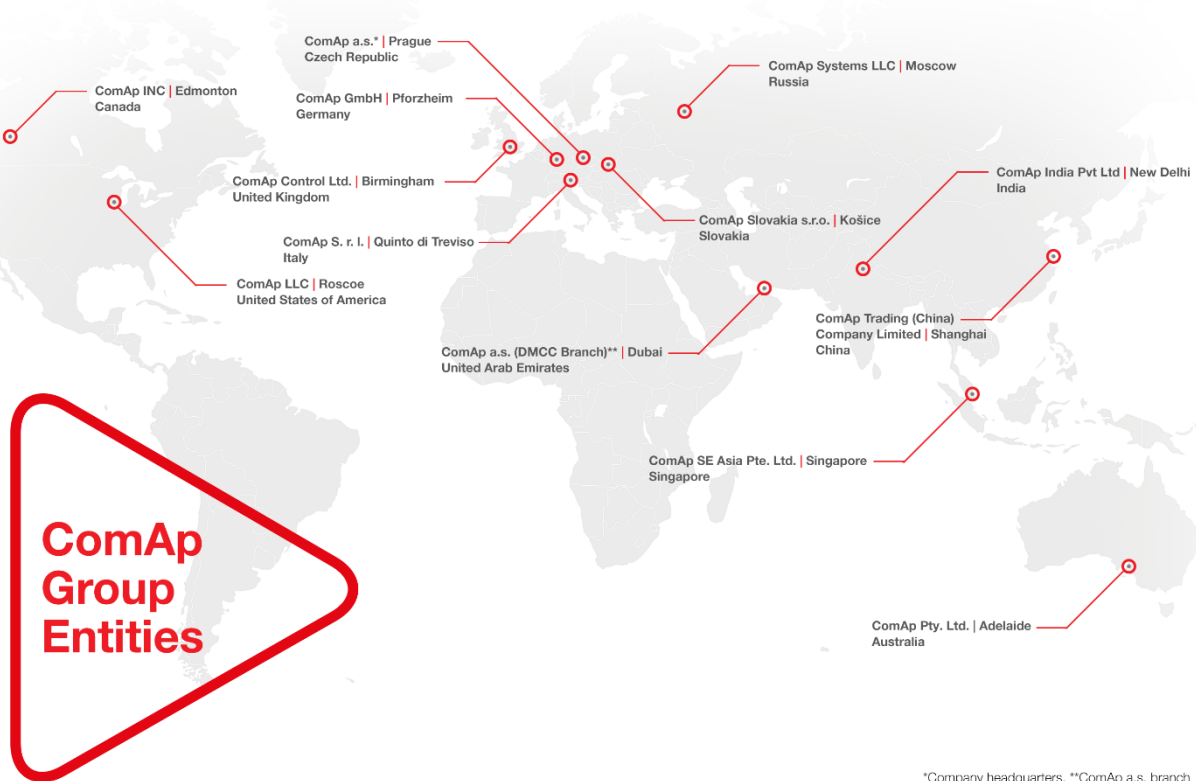 ComAp a.s.* | Prague
Czech Republic
ComAp Systems LLC | Moscow
Russia
ComAp INC | Edmonton
Canada
ComAp GmbH | Pforzheim
Germany
ComAp India Pvt Ltd | New Delhi
India
ComAp Control Ltd. | Birmingham
United Kingdom
ComAp Slovakia s.r.o. | Košice
Slovakia
ComAp S. r. l. | Quinto di Treviso
Italy
ComAp LLC | Roscoe
United States of America
ComAp Trading (China)
Company Limited | Shanghai
China
ComAp a.s. (DMCC Branch)** | Dubai
United Arab Emirates
ComAp SE Asia Pte. Ltd. | Singapore
Singapore
ComAp
Group
Entities
ComAp Pty. Ltd. | Adelaide
Australia
*Company headquarters, **ComAp a.s. branch